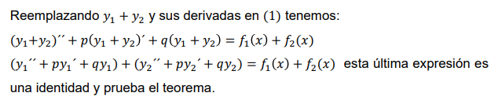 Reemplazando y₁ + y₂ y sus derivadas en (1) tenemos:
(y₁+y₂)´´ + p(y₁ + y₂)´ + q(y₁ + y₂) = f₁(x) + f₂(x)
(y₁´´ + py₁´ + qy₁) + (y₂´´ + py₂´ + qy₂) = f₁(x) + f₂(x) esta última expresión es
una identidad y prueba el teorema.